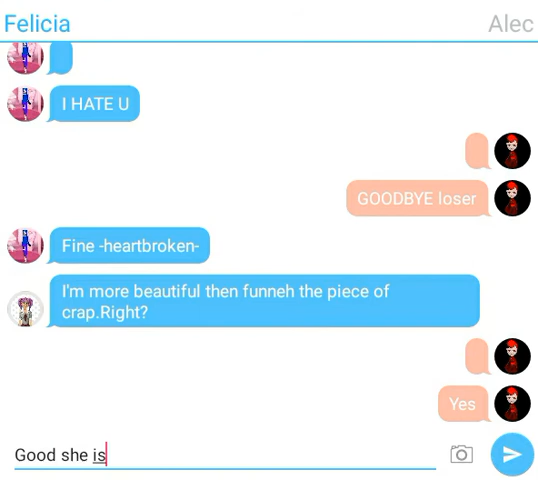 Felicia
Alec
I HATE U
GOODBYE loser
Fine -heartbroken-
I'm more beautiful then funneh the piece of
crap.Right?
Yes
Good she is